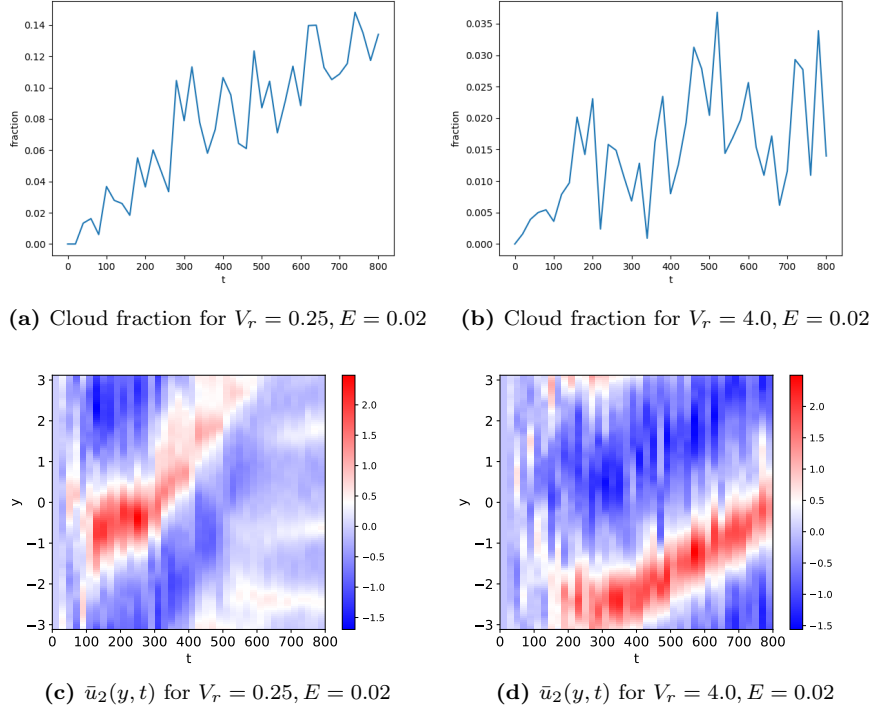 0.14
0.12
0.10
0.08
0.06
0.04
0.02
0.00
fraction
0 100 200 300 400 500 600 700 800
t
0.035
0.030
0.025
0.020
0.015
0.010
0.005
0.000
fraction
0 100 200 300 400 500 600 700 800
t
(a) Cloud fraction for $V_r = 0.25, E = 0.02$
(b) Cloud fraction for $V_r = 4.0, E = 0.02$
3
2
1
0
−1
−2
−3
y
0 100 200 300 400 500 600 700 800
t
2.0
1.5
1.0
0.5
0.0
−0.5
−1.0
−1.5
3
2
1
0
−1
−2
−3
y
0 100 200 300 400 500 600 700 800
t
2.0
1.5
1.0
0.5
0.0
−0.5
−1.0
−1.5
(c) $\bar{u}_2(y, t)$ for $V_r = 0.25, E = 0.02$
(d) $\bar{u}_2(y, t)$ for $V_r = 4.0, E = 0.02$